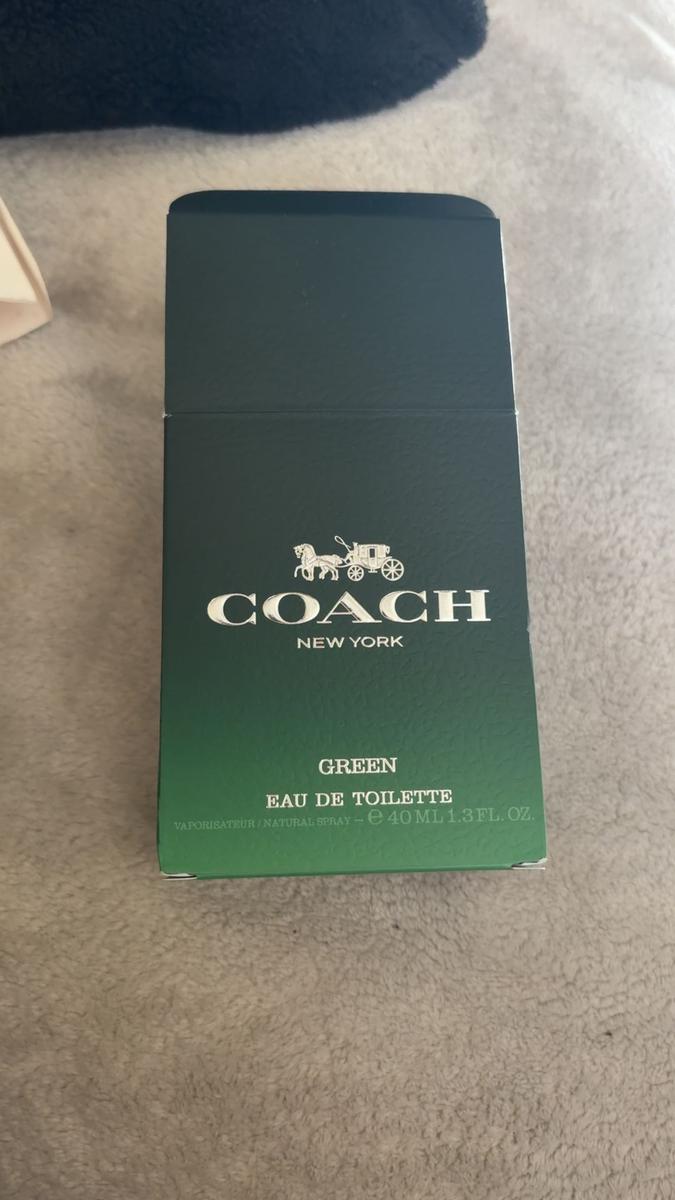 COACH
NEW YORK
GREEN
EAU DE TOILETTE
VAPORISATEUR / NATURAL SPRAY – ℮ 40 ML 1.3 FL. OZ.